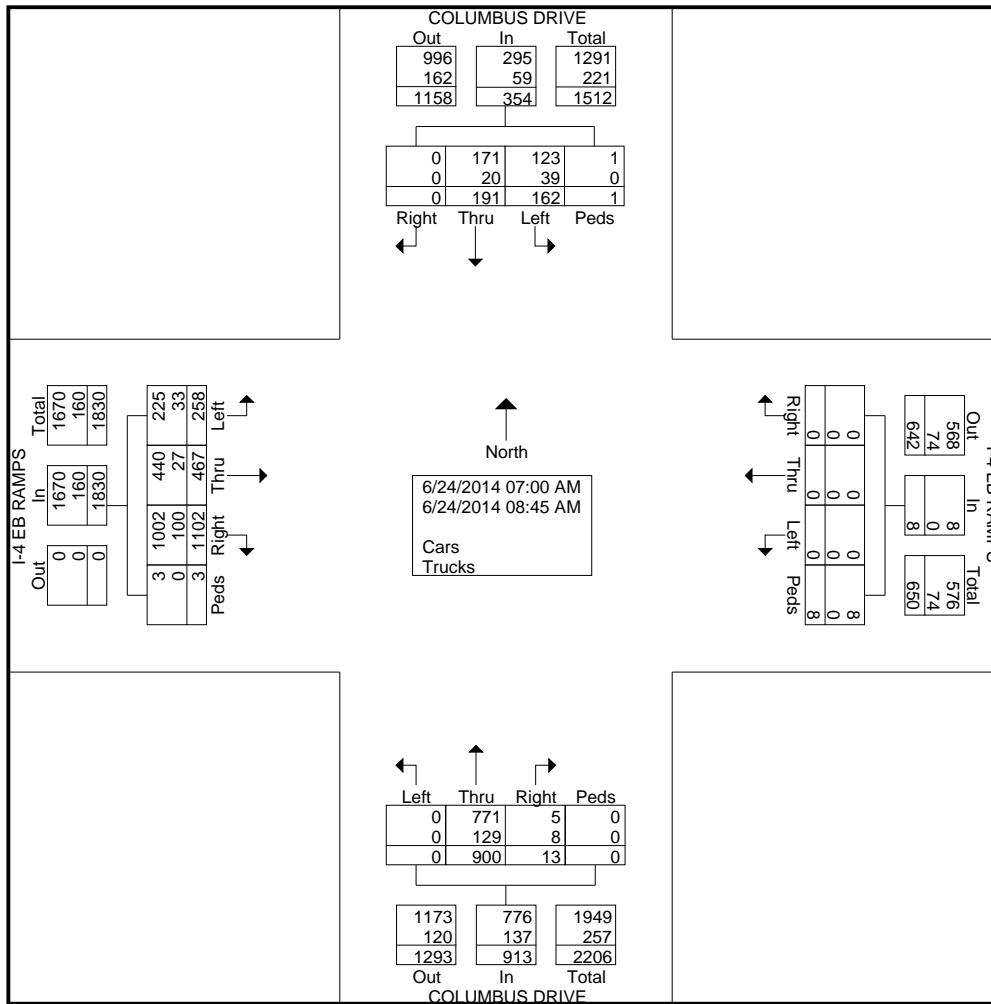 COLUMBUS DRIVE
Out In Total
996 295 1291
162 59 221
1158 354 1512
0 171 123 1
0 20 39 0
0 191 162 1
Right Thru Left Peds
I-4 EB RAMPS
Total In Out
1670 1670 0
160 160 0
1830 1830 0
225 440 1002 3
33 27 100 0
258 467 1102 3
Left Thru Right Peds
North
6/24/2014 07:00 AM
6/24/2014 08:45 AM
Cars
Trucks
Right Thru Left Peds
0 0 0 8
0 0 0 0
0 0 0 8
Out In Total
568 8 576
74 0 74
642 8 650
I-4 EB RAMPS
Left Thru Right Peds
0 771 5 0
0 129 8 0
0 900 13 0
1173 776 1949
120 137 257
1293 913 2206
Out In Total
COLUMBUS DRIVE